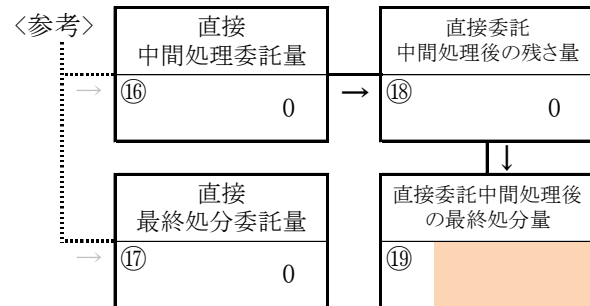 〈参考〉
直接
中間処理委託量
→
⑯
0
→
直接委託
中間処理後の残さ量
⑱
0
↓
直接
最終処分委託量
→
⑰
0
直接委託中間処理後
の最終処分量
⑲